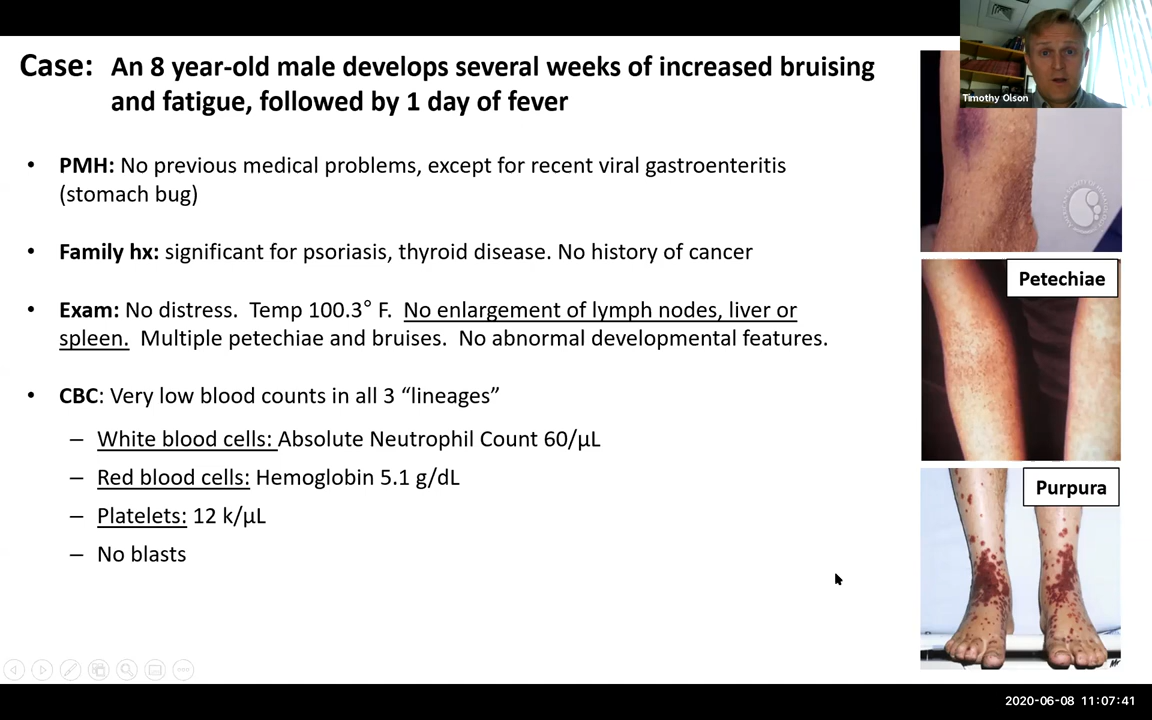 Case: An 8 year-old male develops several weeks of increased bruising
and fatigue, followed by 1 day of fever
Timothy Olson
• PMH: No previous medical problems, except for recent viral gastroenteritis
(stomach bug)
• Family hx: significant for psoriasis, thyroid disease. No history of cancer
• Exam: No distress. Temp 100.3° F. No enlargement of lymph nodes, liver or
spleen. Multiple petechiae and bruises. No abnormal developmental features.
• CBC: Very low blood counts in all 3 “lineages”
– White blood cells: Absolute Neutrophil Count 60/µL
– Red blood cells: Hemoglobin 5.1 g/dL
– Platelets: 12 k/µL
– No blasts
Petechiae
Purpura
2020-06-08 11:07:41